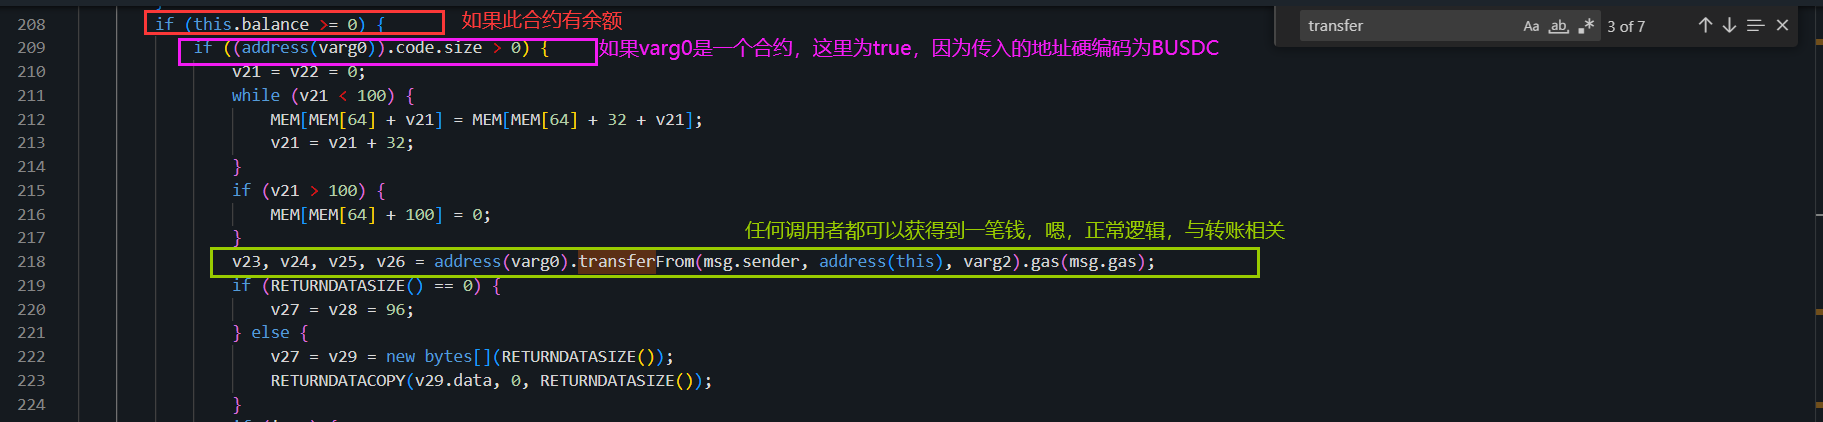 208 if (this.balance >= 0) { 如果此合约有余额
transfer Aa ab .* 3 of 7
209 if ((address(varg0)).code.size > 0) { 如果varg0是一个合约，这里为true，因为传入的地址硬编码为BUSDC
210 v21 = v22 = 0;
211 while (v21 < 100) {
212 MEM[MEM[64] + v21] = MEM[MEM[64] + 32 + v21];
213 v21 = v21 + 32;
214 }
215 if (v21 > 100) {
216 MEM[MEM[64] + 100] = 0;
217 }
任何调用者都可以获得到一笔钱，嗯，正常逻辑，与转账相关
218 v23, v24, v25, v26 = address(varg0).transferFrom(msg.sender, address(this), varg2).gas(msg.gas);
219 if (RETURNDATASIZE() == 0) {
220 v27 = v28 = 96;
221 } else {
222 v27 = v29 = new bytes[](RETURNDATASIZE());
223 RETURNDATACOPY(v29.data, 0, RETURNDATASIZE());
224 }